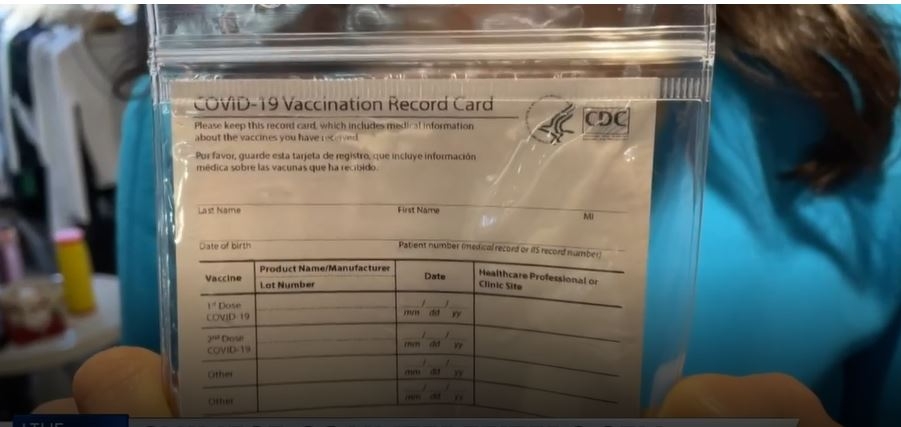 COVID-19 Vaccination Record Card
CDC
Please keep this record card, which includes medical information
about the vaccines you have received.
Por favor, guarde esta tarjeta de registro, que incluye información
médica sobre las vacunas que ha recibido.
Last Name First Name MI
Date of birth Patient number (medical record or IIS record number)
Vaccine Product Name/Manufacturer Date Healthcare Professional or
Lot Number Clinic Site
1st Dose
COVID-19
mm dd yy
2nd Dose
COVID-19
mm dd yy
Other
mm dd yy
Other
mm dd yy